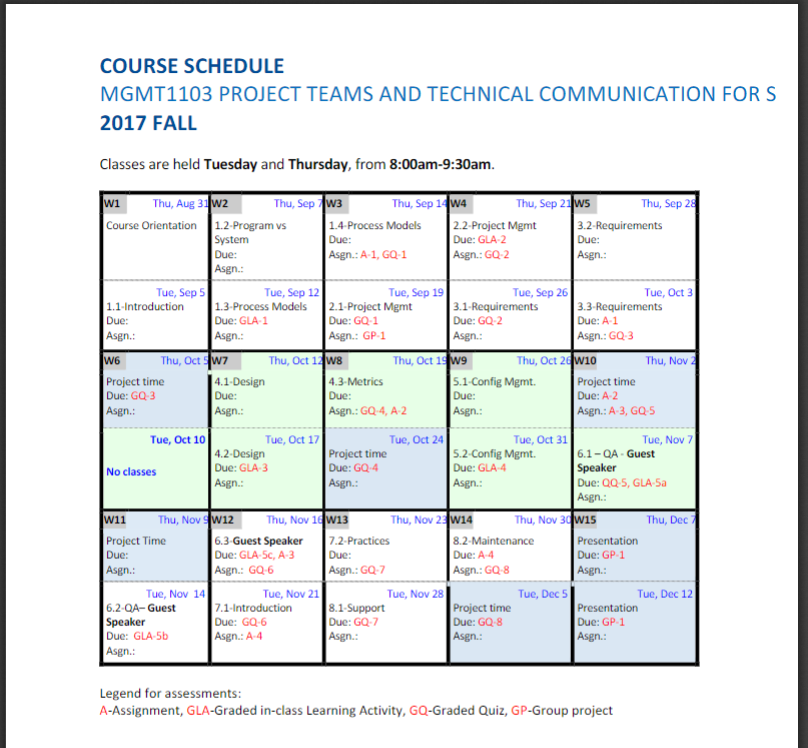 COURSE SCHEDULE
MGMT1103 PROJECT TEAMS AND TECHNICAL COMMUNICATION FOR S
2017 FALL
Classes are held Tuesday and Thursday, from 8:00am-9:30am.
W1 Thu, Aug 31
Course Orientation
Tue, Sep 5
1.1-Introduction
Due:
Asgn.:
W2 Thu, Sep 7
1.2-Program vs
System
Due:
Asgn.:
Tue, Sep 12
1.3-Process Models
Due: GLA-1
Asgn.:
W3 Thu, Sep 14
1.4-Process Models
Due:
Asgn.: A-1, GQ-1
Tue, Sep 19
2.1-Project Mgmt
Due: GQ-1
Asgn.: GP-1
W4 Thu, Sep 21
2.2-Project Mgmt
Due: GLA-2
Asgn.: GQ-2
Tue, Sep 26
3.1-Requirements
Due: GQ-2
Asgn.:
W5 Thu, Sep 28
3.2-Requirements
Due:
Asgn.:
Tue, Oct 3
3.3-Requirements
Due: A-1
Asgn.: GQ-3
W6 Thu, Oct 5
Project time
Due: GQ-3
Asgn.:
Tue, Oct 10
No classes
W7 Thu, Oct 12
4.1-Design
Due:
Asgn.:
Tue, Oct 17
4.2-Design
Due: GLA-3
Asgn.:
W8 Thu, Oct 19
4.3-Metrics
Due:
Asgn.: GQ-4, A-2
Tue, Oct 24
Project time
Due: GQ-4
Asgn.:
W9 Thu, Oct 26
5.1-Config Mgmt.
Due:
Asgn.:
Tue, Oct 31
5.2-Config Mgmt.
Due: GLA-4
Asgn.:
W10 Thu, Nov 2
Project time
Due: A-2
Asgn.: A-3, GQ-5
Tue, Nov 7
6.1 – QA - Guest
Speaker
Due: QQ-5, GLA-5a
Asgn.:
W11 Thu, Nov 9
Project Time
Due:
Asgn.:
Tue, Nov 14
6.2-QA– Guest
Speaker
Due: GLA-5b
Asgn.:
W12 Thu, Nov 16
6.3-Guest Speaker
Due: GLA-5c, A-3
Asgn.: GQ-6
Tue, Nov 21
7.1-Introduction
Due: GQ-6
Asgn.: A-4
W13 Thu, Nov 23
7.2-Practices
Due:
Asgn.: GQ-7
Tue, Nov 28
8.1-Support
Due: GQ-7
Asgn.:
W14 Thu, Nov 30
8.2-Maintenance
Due: A-4
Asgn.: GQ-8
Tue, Dec 5
Project time
Due: GQ-8
Asgn.:
W15 Thu, Dec 7
Presentation
Due: GP-1
Asgn.:
Tue, Dec 12
Presentation
Due: GP-1
Asgn.:
Legend for assessments:
A-Assignment, GLA-Graded in-class Learning Activity, GQ-Graded Quiz, GP-Group project